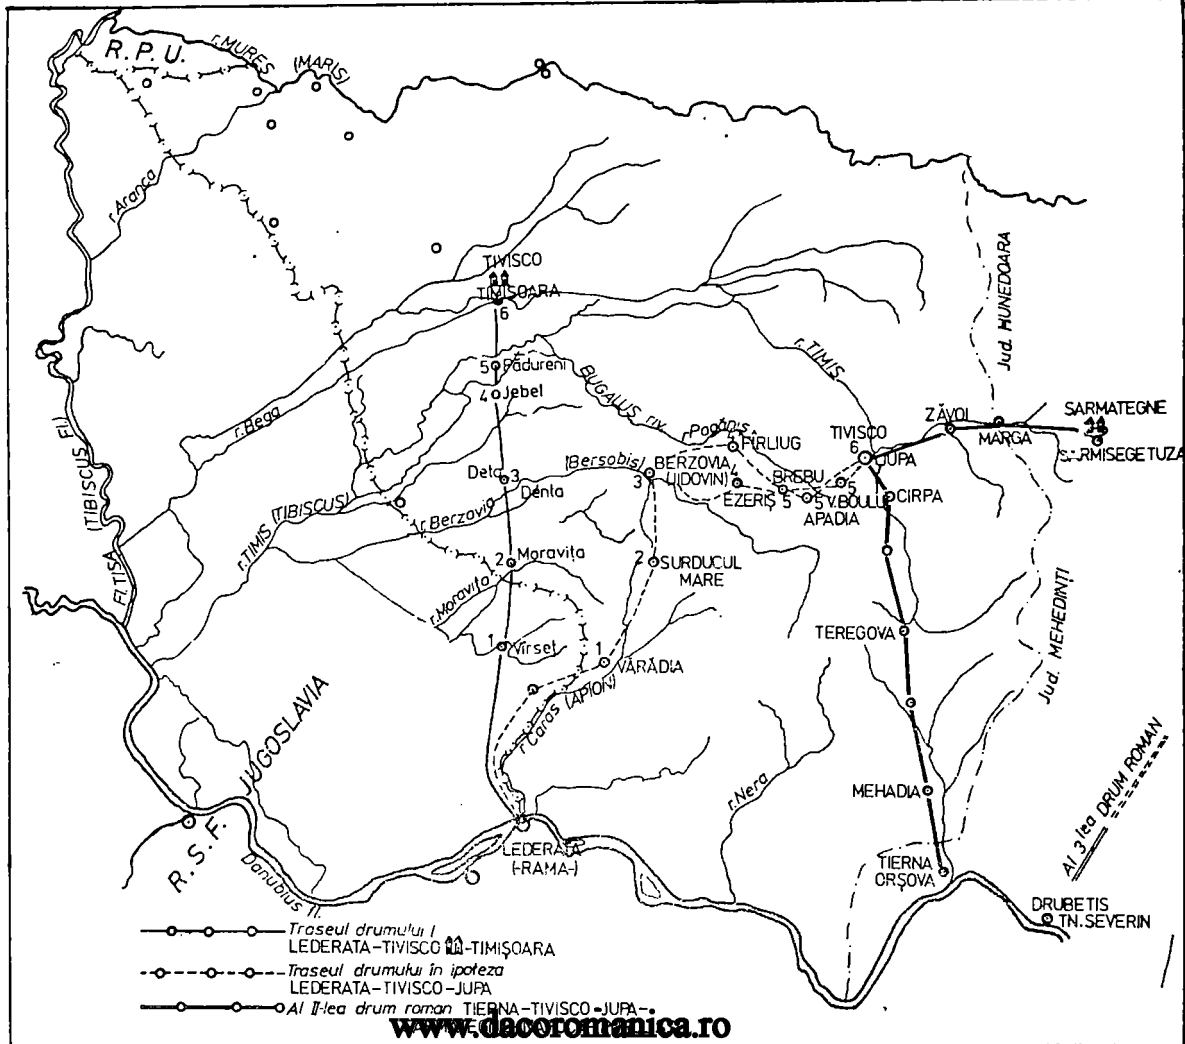 R.P.U.
r. MUREȘ
(MARIS)
r. Aranca
TIVISCO
TIMIȘOARA
6
5 Pădureni
4 Jebel
BUGALUS riv.
r. TIMIȘ
Jud. HUNEDOARA
r. Bega
FL. TISA (TIBISCUS Fl.)
r. Pogăniș
4 FÎRLIUG
TIVISCO
6
JUPA
ZĂVOI
MARGA
SARMATEGNE
SARMISEGETUZA
Deta 3
Denta
(Bersobis)
3 BERZOVIA
(JIDOVIN)
4
EZERIȘ
BREBU
5
5
APADIA
5
V. BOULU
CIRPA
r. TIMIȘ (TIBISCUS)
r. Berzovia
2 Moravița
r. Moravița
2 SURDUCUL
MARE
TEREGOVA
Jud. MEHEDINȚI
1 Vîrseț
1 VĂRĂDIA
r. Caraș (APION)
R.S.F. JUGOSLAVIA
r. Nera
MEHADIA
Al 3 lea DRUM ROMAN
LEDERATA
(-RAMA-)
TIERNA
ORȘOVA
Danubius fl.
DRUBETIS
TN. SEVERIN
Traseul drumului I
LEDERATA-TIVISCO -TIMIȘOARA
Traseul drumului în ipoteza
LEDERATA-TIVISCO-JUPA
Al II-lea drum roman TIERNA-TIVISCO-JUPA-
www.dacoromanica.ro